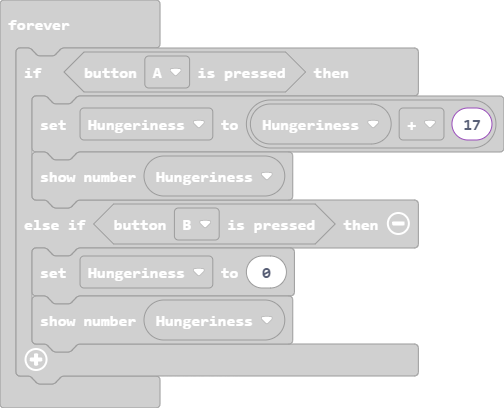 forever
if button A is pressed then
set Hungeriness to Hungeriness + 17
show number Hungeriness
else if button B is pressed then
set Hungeriness to 0
show number Hungeriness